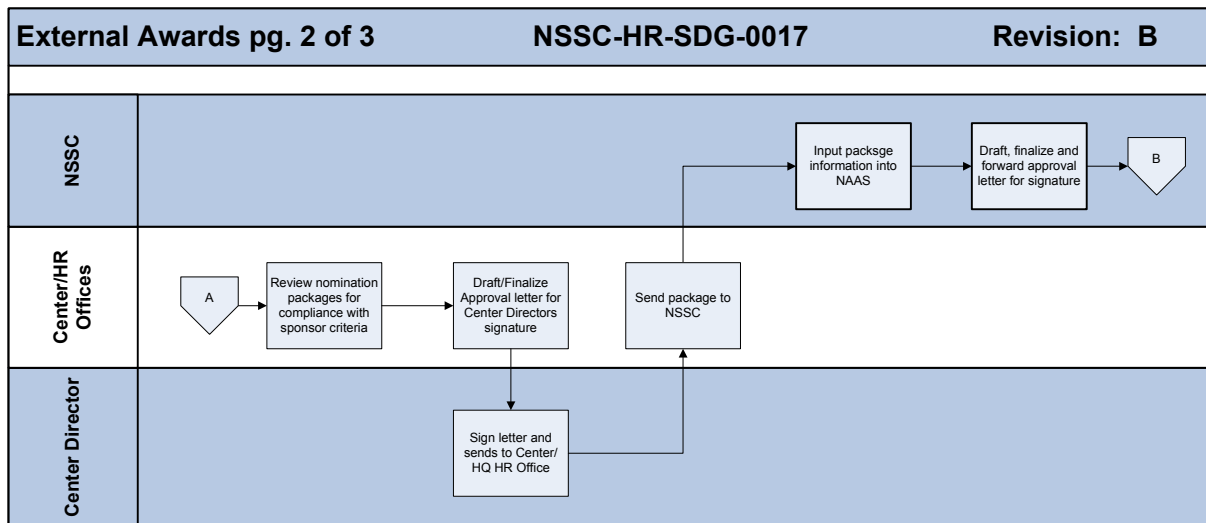 External Awards pg. 2 of 3 NSSC-HR-SDG-0017 Revision: B
NSSC
Input packsge
information into
NAAS
Draft, finalize and
forward approval
letter for signature
B
Center/HR
Offices
A
Review nomination
packages for
compliance with
sponsor criteria
Draft/Finalize
Approval letter for
Center Directors
signature
Send package to
NSSC
Center Director
Sign letter and
sends to Center/
HQ HR Office